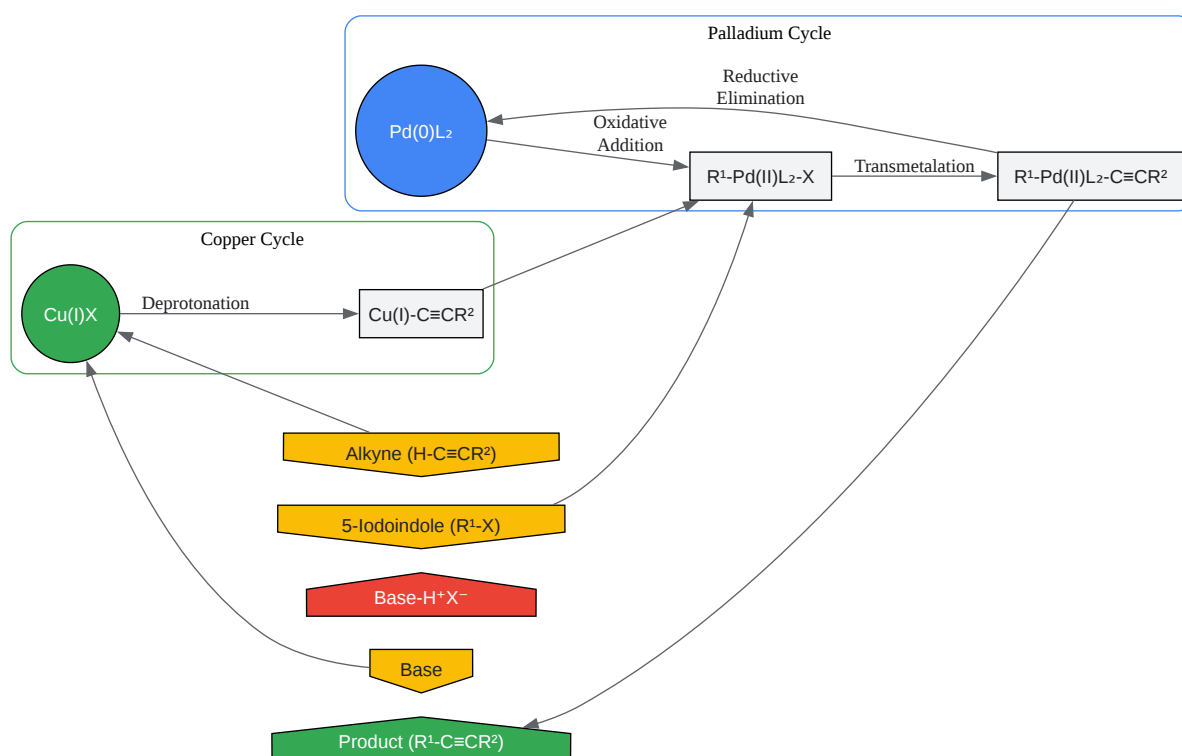 Palladium Cycle
Reductive
Elimination
Pd(0)L₂
Oxidative
Addition
R¹-Pd(II)L₂-X
Transmetalation
R¹-Pd(II)L₂-C≡CR²
Copper Cycle
Cu(I)X
Deprotonation
Cu(I)-C≡CR²
Alkyne (H-C≡CR²)
5-Iodoindole (R¹-X)
Base-H⁺X⁻
Base
Product (R¹-C≡CR²)